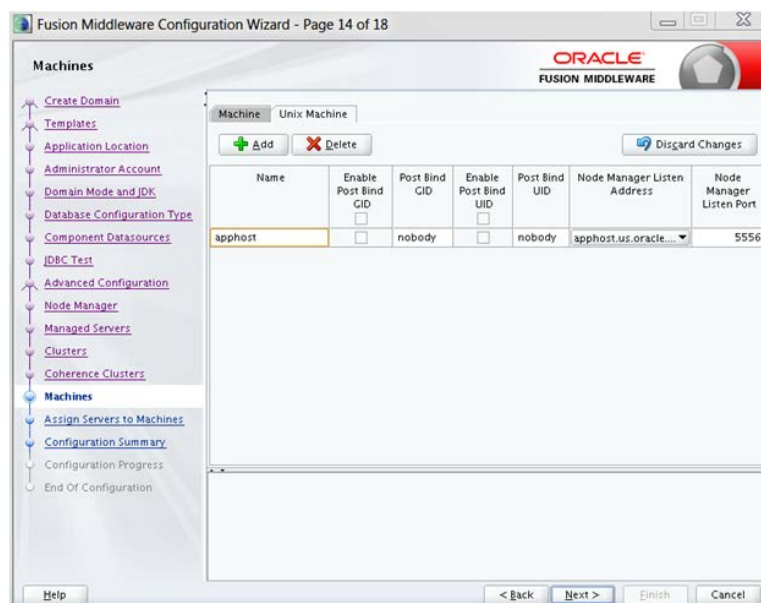 Fusion Middleware Configuration Wizard - Page 14 of 18
Machines
ORACLE
FUSION MIDDLEWARE
Create Domain
Templates
Application Location
Administrator Account
Domain Mode and JDK
Database Configuration Type
Component Datasources
JDBC Test
Advanced Configuration
Node Manager
Managed Servers
Clusters
Coherence Clusters
Machines
Assign Servers to Machines
Configuration Summary
Configuration Progress
End Of Configuration
Machine Unix Machine
Add Delete Discard Changes
Name Enable Post Bind GID Post Bind GID Enable Post Bind UID Post Bind UID Node Manager Listen Address Node Manager Listen Port
apphost nobody nobody apphost.us.oracle.... 5556
Help < Back Next > Finish Cancel